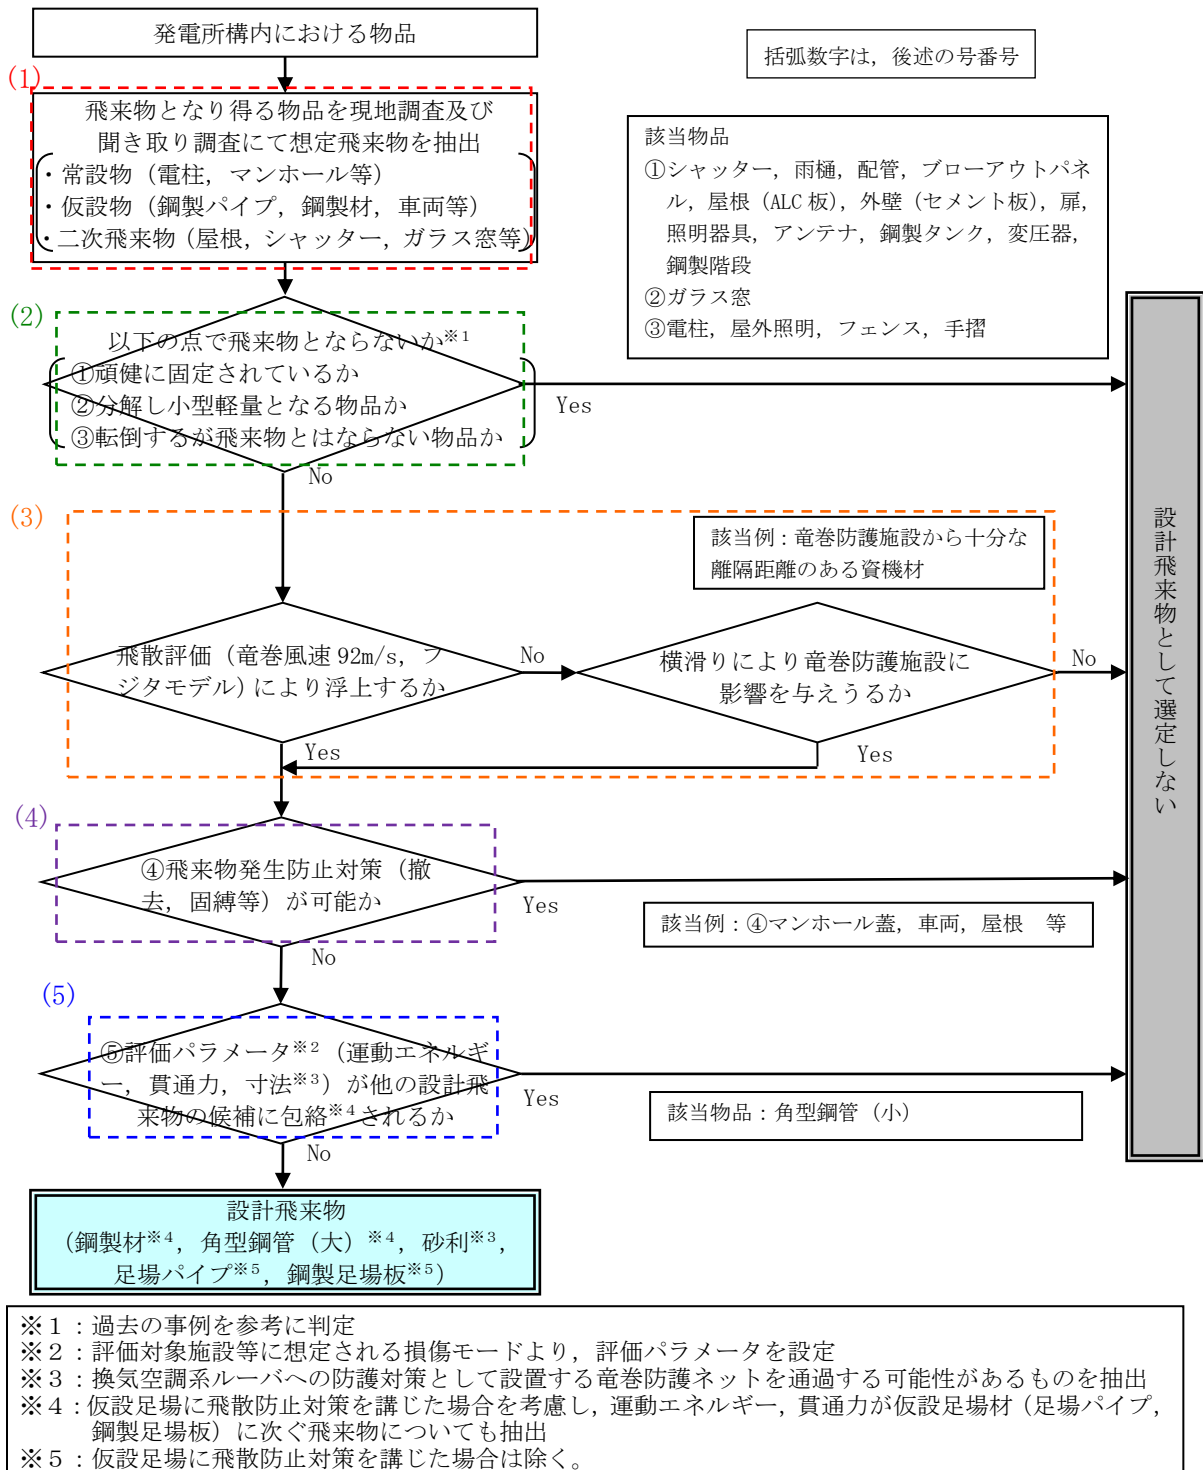 発電所構内における物品
括弧数字は，後述の号番号
(1)
飛来物となり得る物品を現地調査及び
聞き取り調査にて想定飛来物を抽出
・常設物（電柱，マンホール等）
・仮設物（鋼製パイプ，鋼製材，車両等）
・二次飛来物（屋根，シャッター，ガラス窓等）
該当物品
①シャッター，雨樋，配管，ブローアウトパネ
ル，屋根（ALC 板），外壁（セメント板），扉，
照明器具，アンテナ，鋼製タンク，変圧器，
鋼製階段
②ガラス窓
③電柱，屋外照明，フェンス，手摺
(2)
以下の点で飛来物とならないか※1
①頑健に固定されているか
②分解し小型軽量となる物品か
③転倒するが飛来物とはならない物品か
Yes
No
(3)
該当例：竜巻防護施設から十分な
離隔距離のある資機材
飛散評価（竜巻風速 92m/s，フ
ジタモデル）により浮上するか
No
横滑りにより竜巻防護施設に
影響を与えうるか
No
Yes
Yes
設計飛来物として選定しない
(4)
④飛来物発生防止対策（撤
去，固縛等）が可能か
Yes
該当例：④マンホール蓋，車両，屋根　等
No
(5)
⑤評価パラメータ※2（運動エネルギ
ー，貫通力，寸法※3）が他の設計飛
来物の候補に包絡※4されるか
Yes
該当物品：角型鋼管（小）
No
設計飛来物
（鋼製材※4，角型鋼管（大）※4，砂利※3，
足場パイプ※5，鋼製足場板※5）
※１：過去の事例を参考に判定
※２：評価対象施設等に想定される損傷モードより，評価パラメータを設定
※３：換気空調系ルーバへの防護対策として設置する竜巻防護ネットを通過する可能性があるものを抽出
※４：仮設足場に飛散防止対策を講じた場合を考慮し，運動エネルギー，貫通力が仮設足場材（足場パイプ，
鋼製足場板）に次ぐ飛来物についても抽出
※５：仮設足場に飛散防止対策を講じた場合は除く。